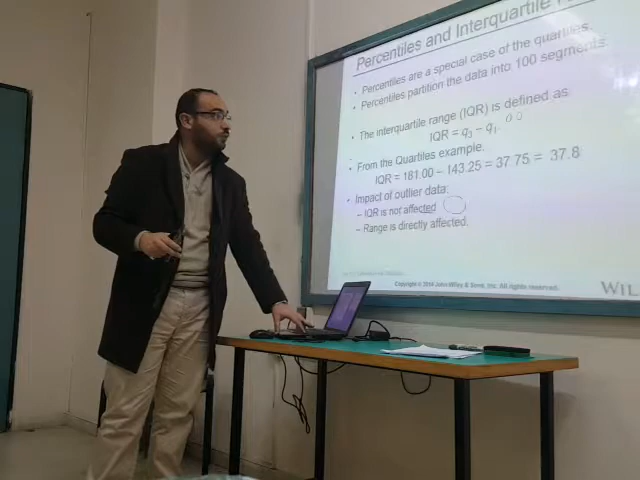 Percentiles and Interquartile
• Percentiles are a special case of the quartiles.
• Percentiles partition the data into 100 segments.
• The interquartile range (IQR) is defined as
IQR = q3 − q1.
• From the Quartiles example.
IQR = 181.00 − 143.25 = 37.75 = 37.8
• Impact of outlier data:
– IQR is not affected
– Range is directly affected.
Copyright © 2014 John Wiley & Sons, Inc. All rights reserved.
WIL